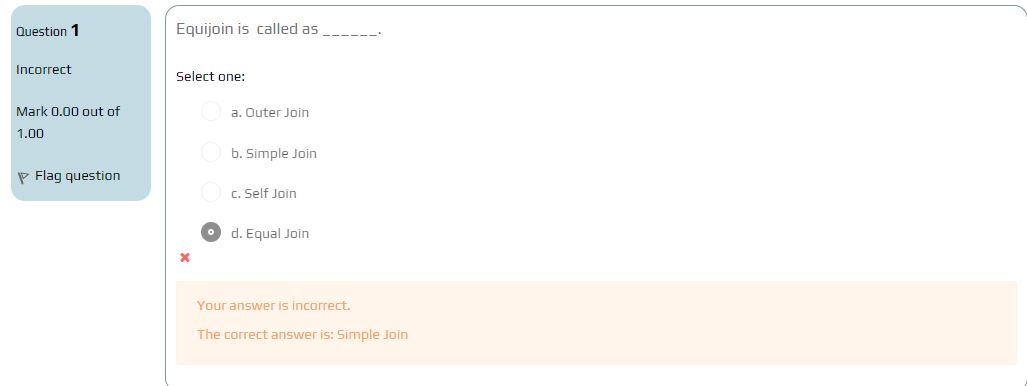 Question 1
Incorrect
Mark 0.00 out of
1.00
Flag question
Equijoin is called as ______.
Select one:
a. Outer Join
b. Simple Join
c. Self Join
d. Equal Join
Your answer is incorrect.
The correct answer is: Simple Join